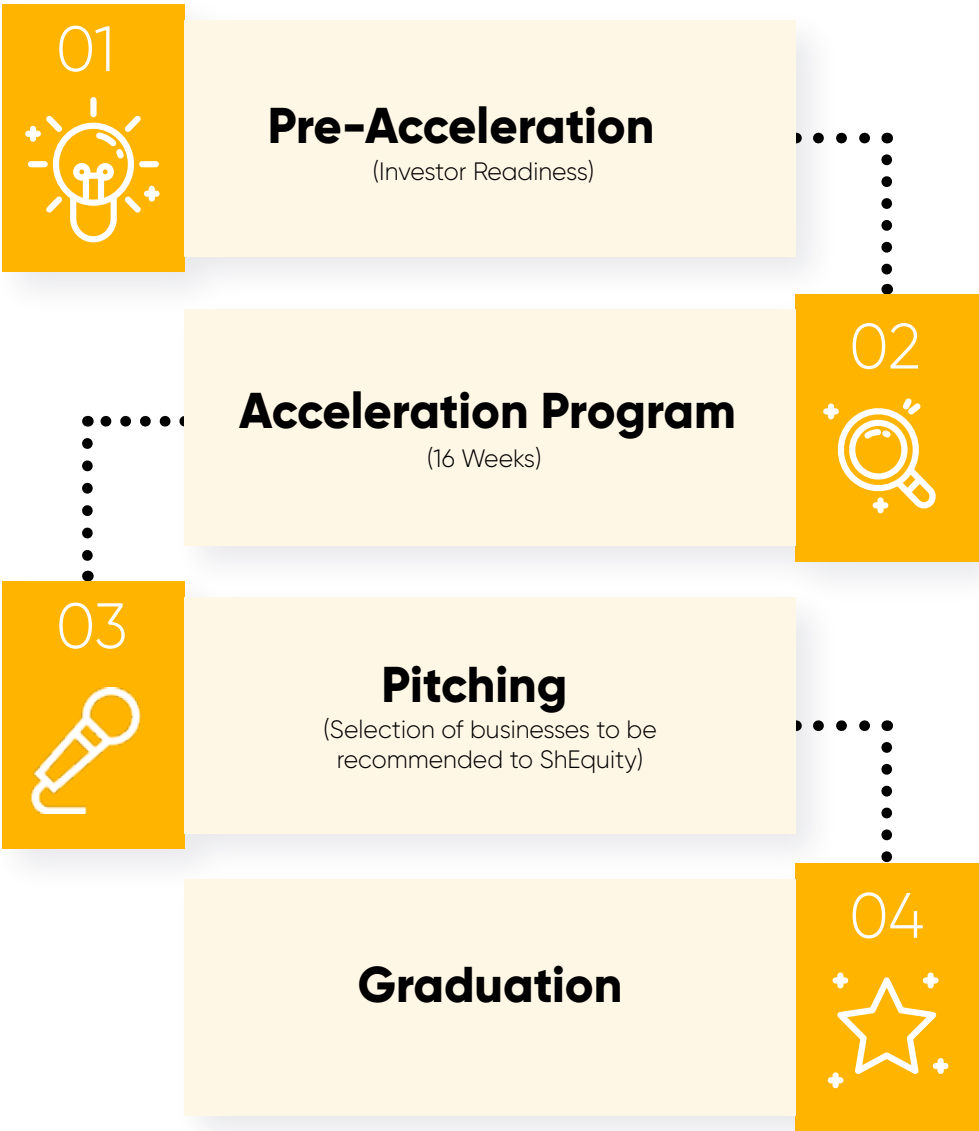 01
Pre-Acceleration
(Investor Readiness)
02
Acceleration Program
(16 Weeks)
03
Pitching
(Selection of businesses to be
recommended to ShEquity)
04
Graduation